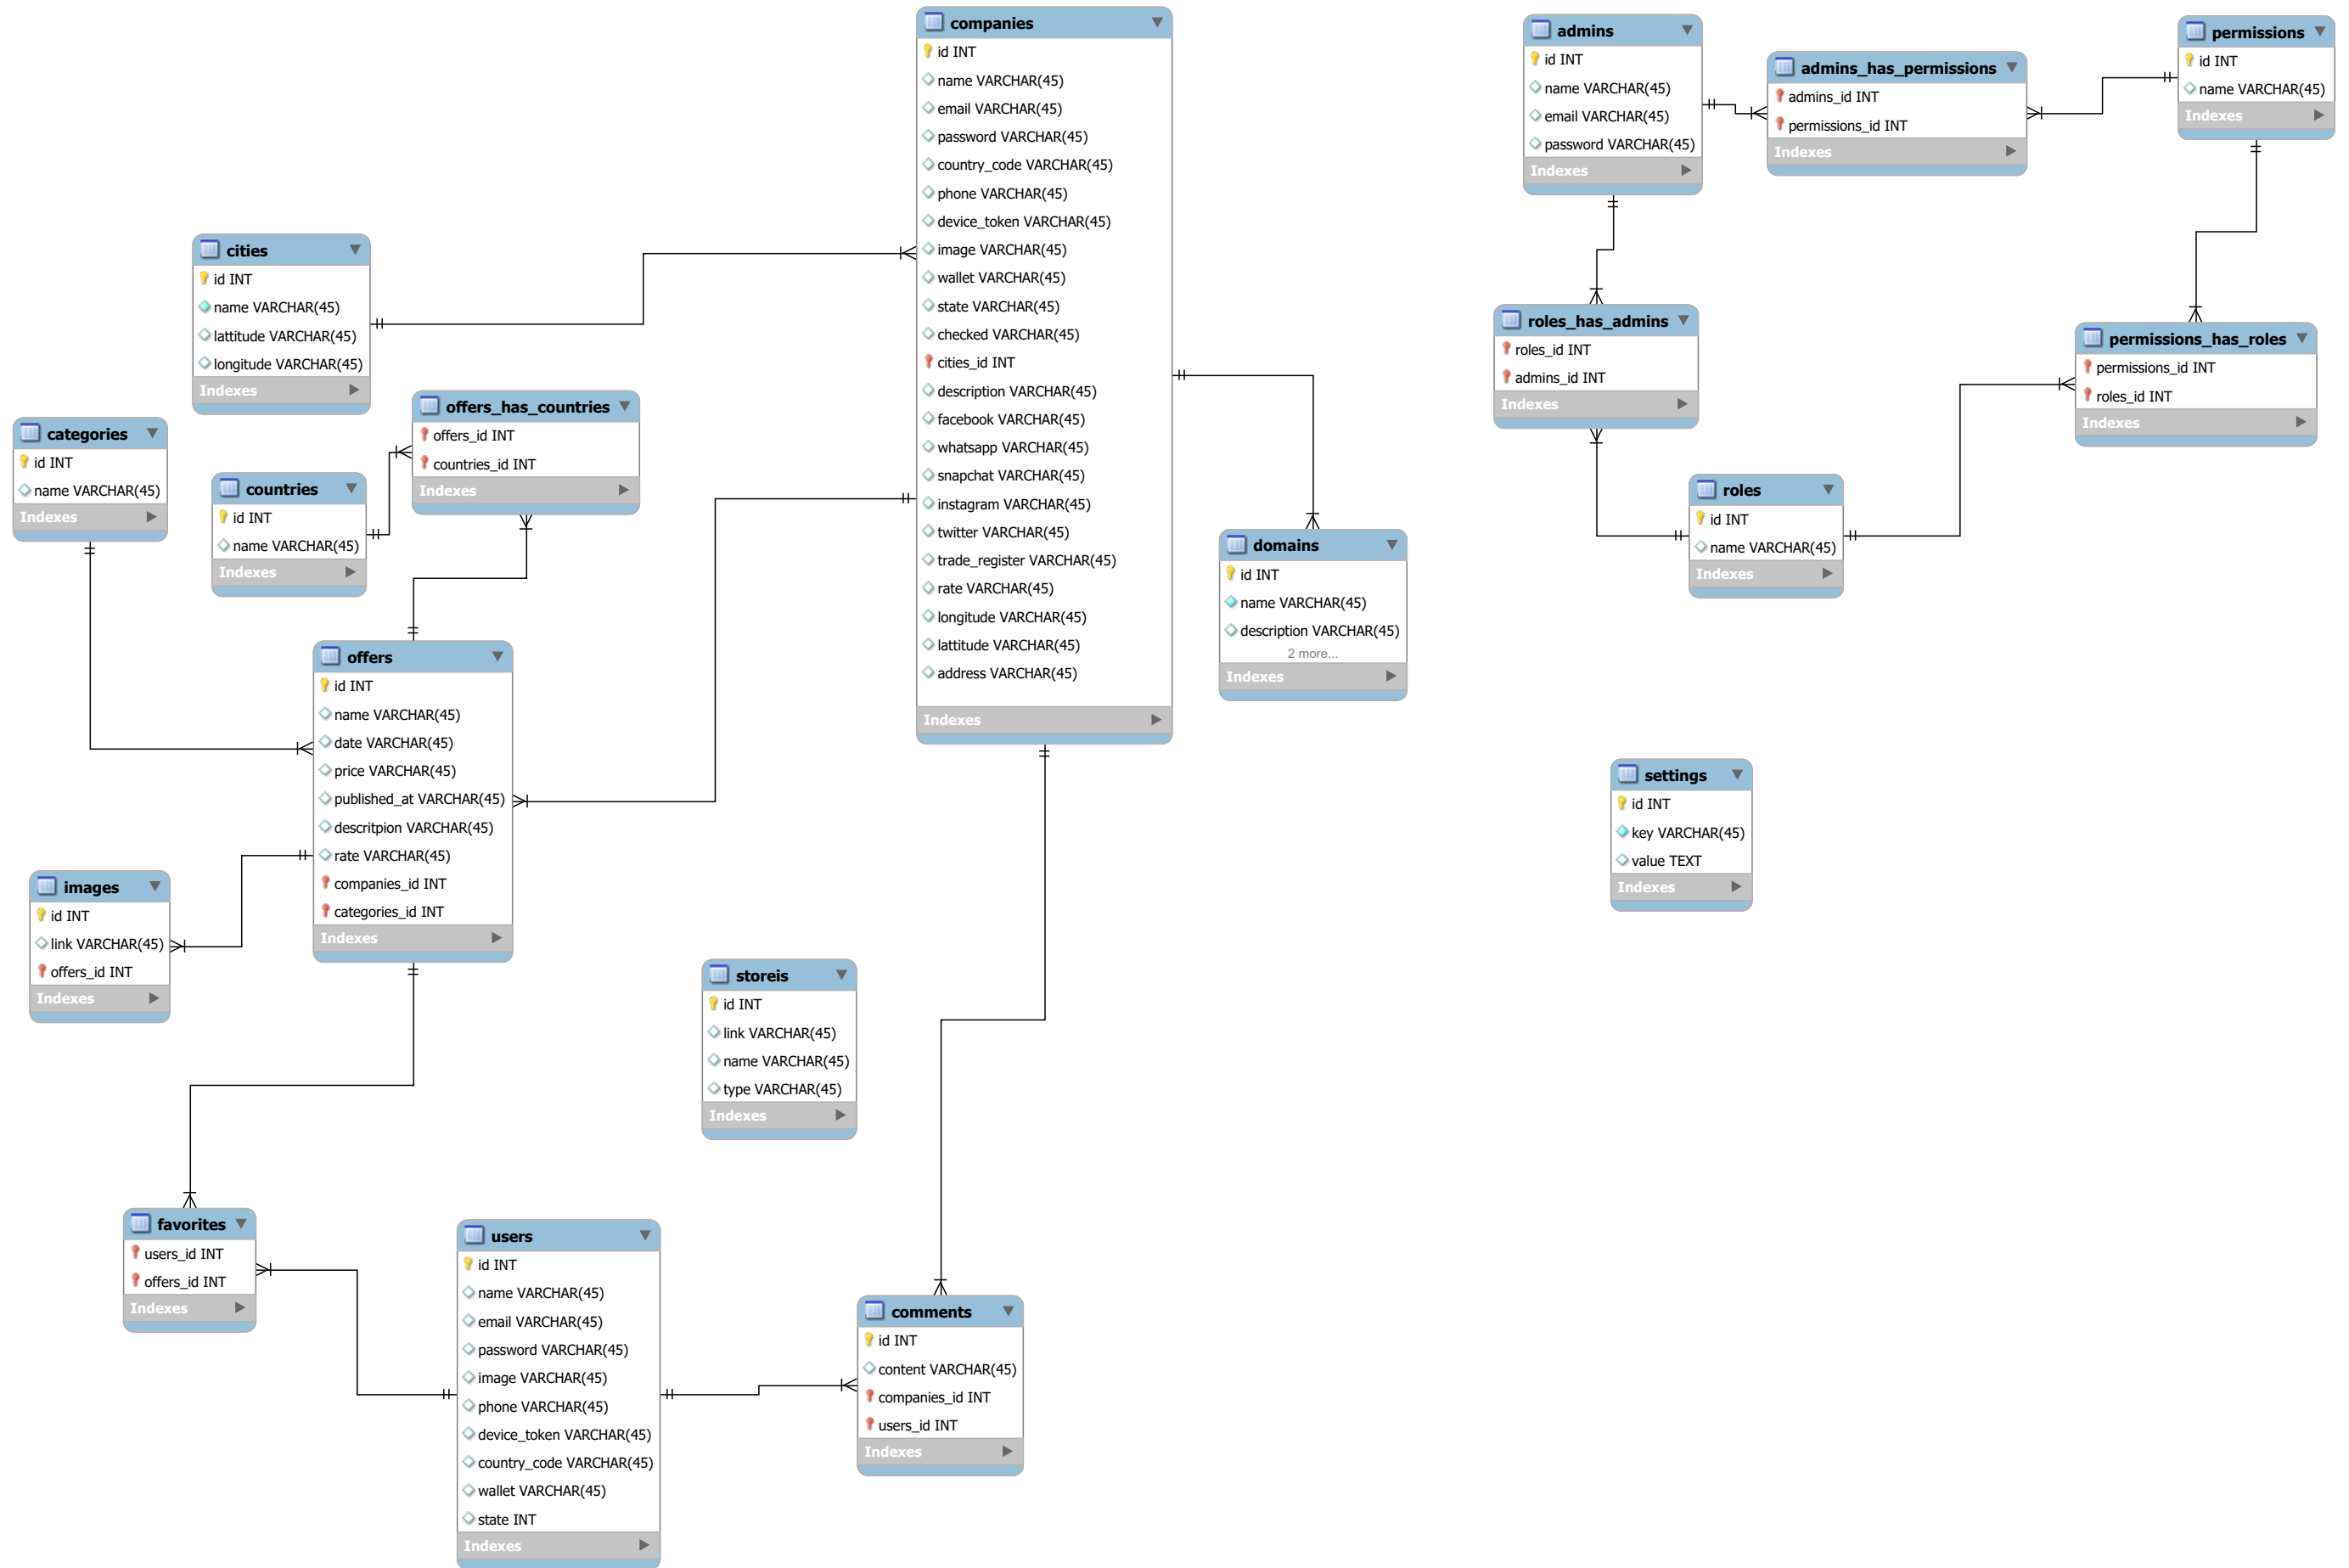 companies
id INT
name VARCHAR(45)
email VARCHAR(45)
password VARCHAR(45)
country_code VARCHAR(45)
phone VARCHAR(45)
device_token VARCHAR(45)
image VARCHAR(45)
wallet VARCHAR(45)
state VARCHAR(45)
checked VARCHAR(45)
cities_id INT
description VARCHAR(45)
facebook VARCHAR(45)
whatsapp VARCHAR(45)
snapchat VARCHAR(45)
instagram VARCHAR(45)
twitter VARCHAR(45)
trade_register VARCHAR(45)
rate VARCHAR(45)
longitude VARCHAR(45)
lattitude VARCHAR(45)
address VARCHAR(45)
Indexes
admins
id INT
name VARCHAR(45)
email VARCHAR(45)
password VARCHAR(45)
Indexes
admins_has_permissions
admins_id INT
permissions_id INT
Indexes
permissions
id INT
name VARCHAR(45)
Indexes
cities
id INT
name VARCHAR(45)
lattitude VARCHAR(45)
longitude VARCHAR(45)
Indexes
roles_has_admins
roles_id INT
admins_id INT
Indexes
permissions_has_roles
permissions_id INT
roles_id INT
Indexes
categories
id INT
name VARCHAR(45)
Indexes
offers_has_countries
offers_id INT
countries_id INT
Indexes
countries
id INT
name VARCHAR(45)
Indexes
roles
id INT
name VARCHAR(45)
Indexes
domains
id INT
name VARCHAR(45)
description VARCHAR(45)
2 more...
Indexes
offers
id INT
name VARCHAR(45)
date VARCHAR(45)
price VARCHAR(45)
published_at VARCHAR(45)
descritpion VARCHAR(45)
rate VARCHAR(45)
companies_id INT
categories_id INT
Indexes
settings
id INT
key VARCHAR(45)
value TEXT
Indexes
images
id INT
link VARCHAR(45)
offers_id INT
Indexes
storeis
id INT
link VARCHAR(45)
name VARCHAR(45)
type VARCHAR(45)
Indexes
favorites
users_id INT
offers_id INT
Indexes
users
id INT
name VARCHAR(45)
email VARCHAR(45)
password VARCHAR(45)
image VARCHAR(45)
phone VARCHAR(45)
device_token VARCHAR(45)
country_code VARCHAR(45)
wallet VARCHAR(45)
state INT
Indexes
comments
id INT
content VARCHAR(45)
companies_id INT
users_id INT
Indexes